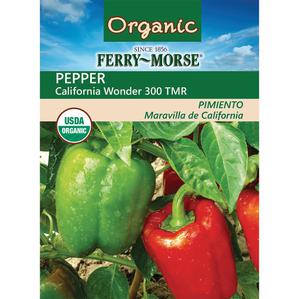 Organic
SINCE 1856
FERRY~MORSE®
PEPPER
California Wonder 300 TMR
PIMIENTO
Maravilla de California
USDA
ORGANIC